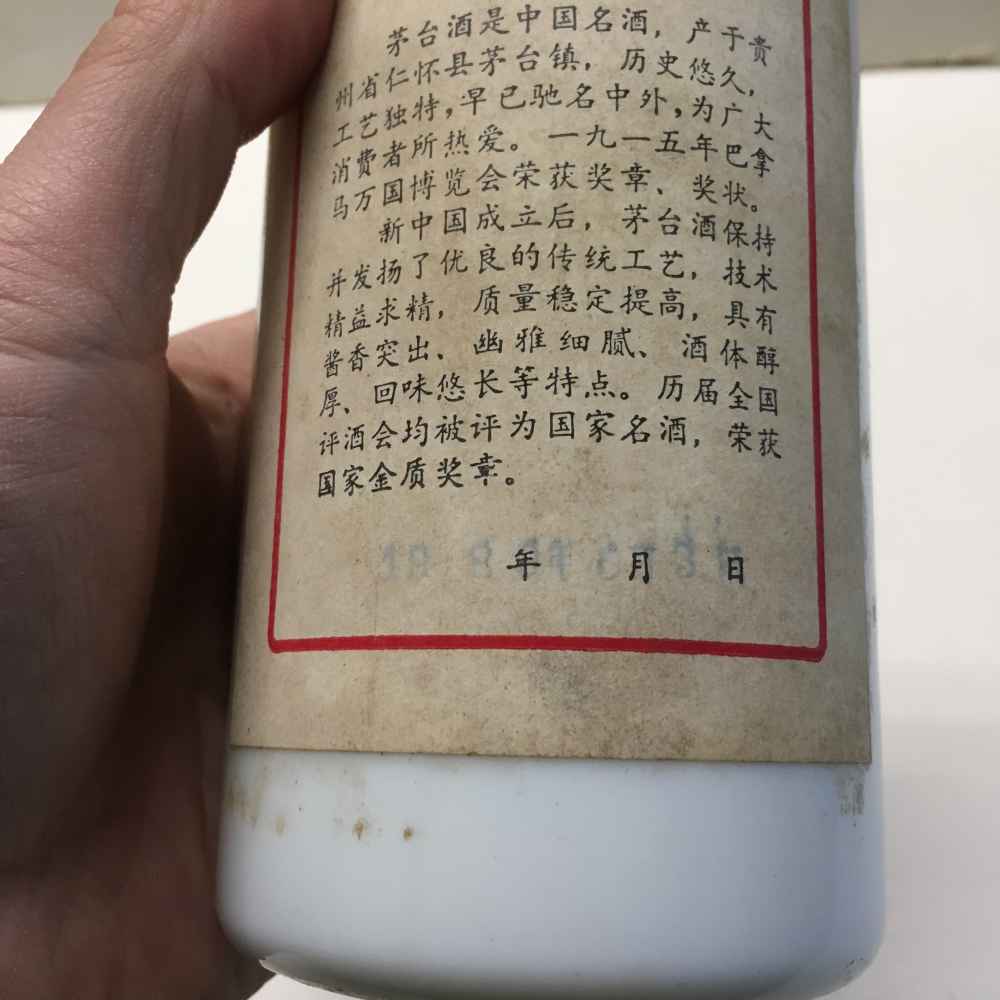 茅台酒是中国名酒，产于贵
州省仁怀县茅台镇，历史悠久，
工艺独特，早已驰名中外，为广大
消费者所热爱。一九一五年巴拿
马万国博览会荣获奖章、奖状。
新中国成立后，茅台酒保持
并发扬了优良的传统工艺，技术
精益求精，质量稳定提高，具有
酱香突出、幽雅细腻、酒体醇
厚、回味悠长等特点。历届全国
评酒会均被评为国家名酒，荣获
国家金质奖章。
年 月 日